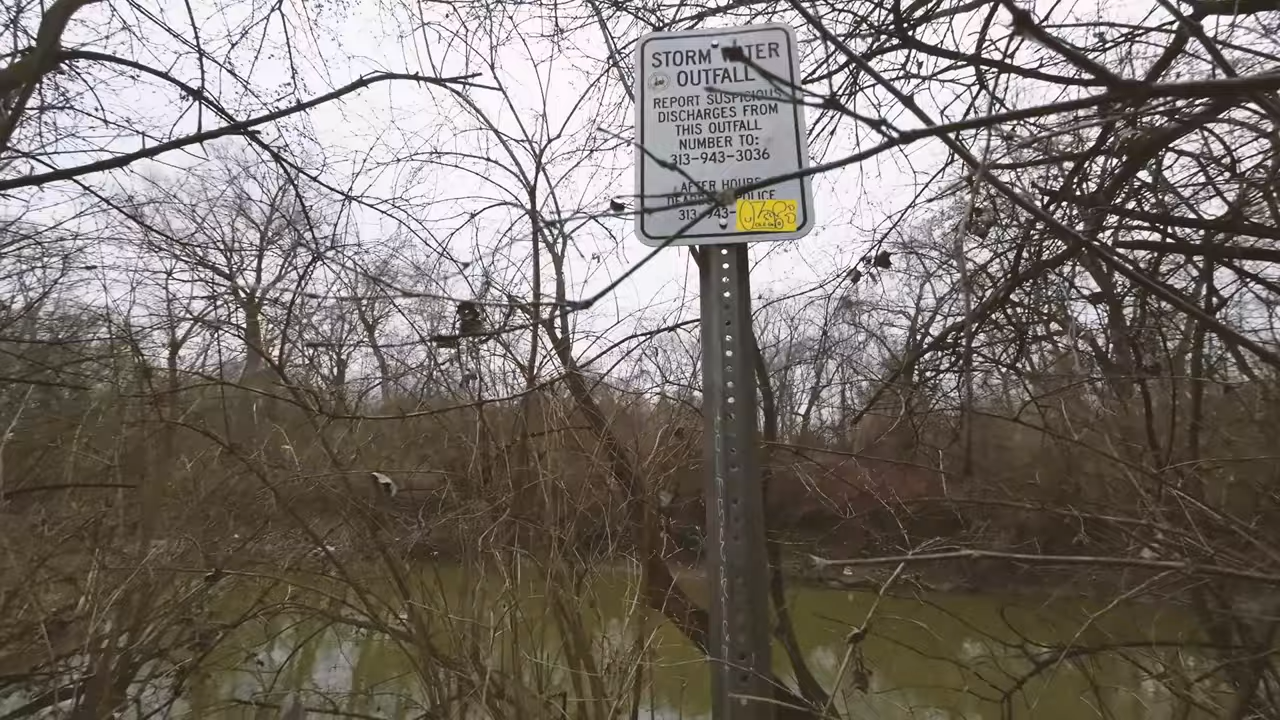 STORM WATER
OUTFALL
REPORT SUSPICIOUS
DISCHARGES FROM
THIS OUTFALL
NUMBER TO:
313-943-3036
AFTER HOURS
POLICE
313 943-